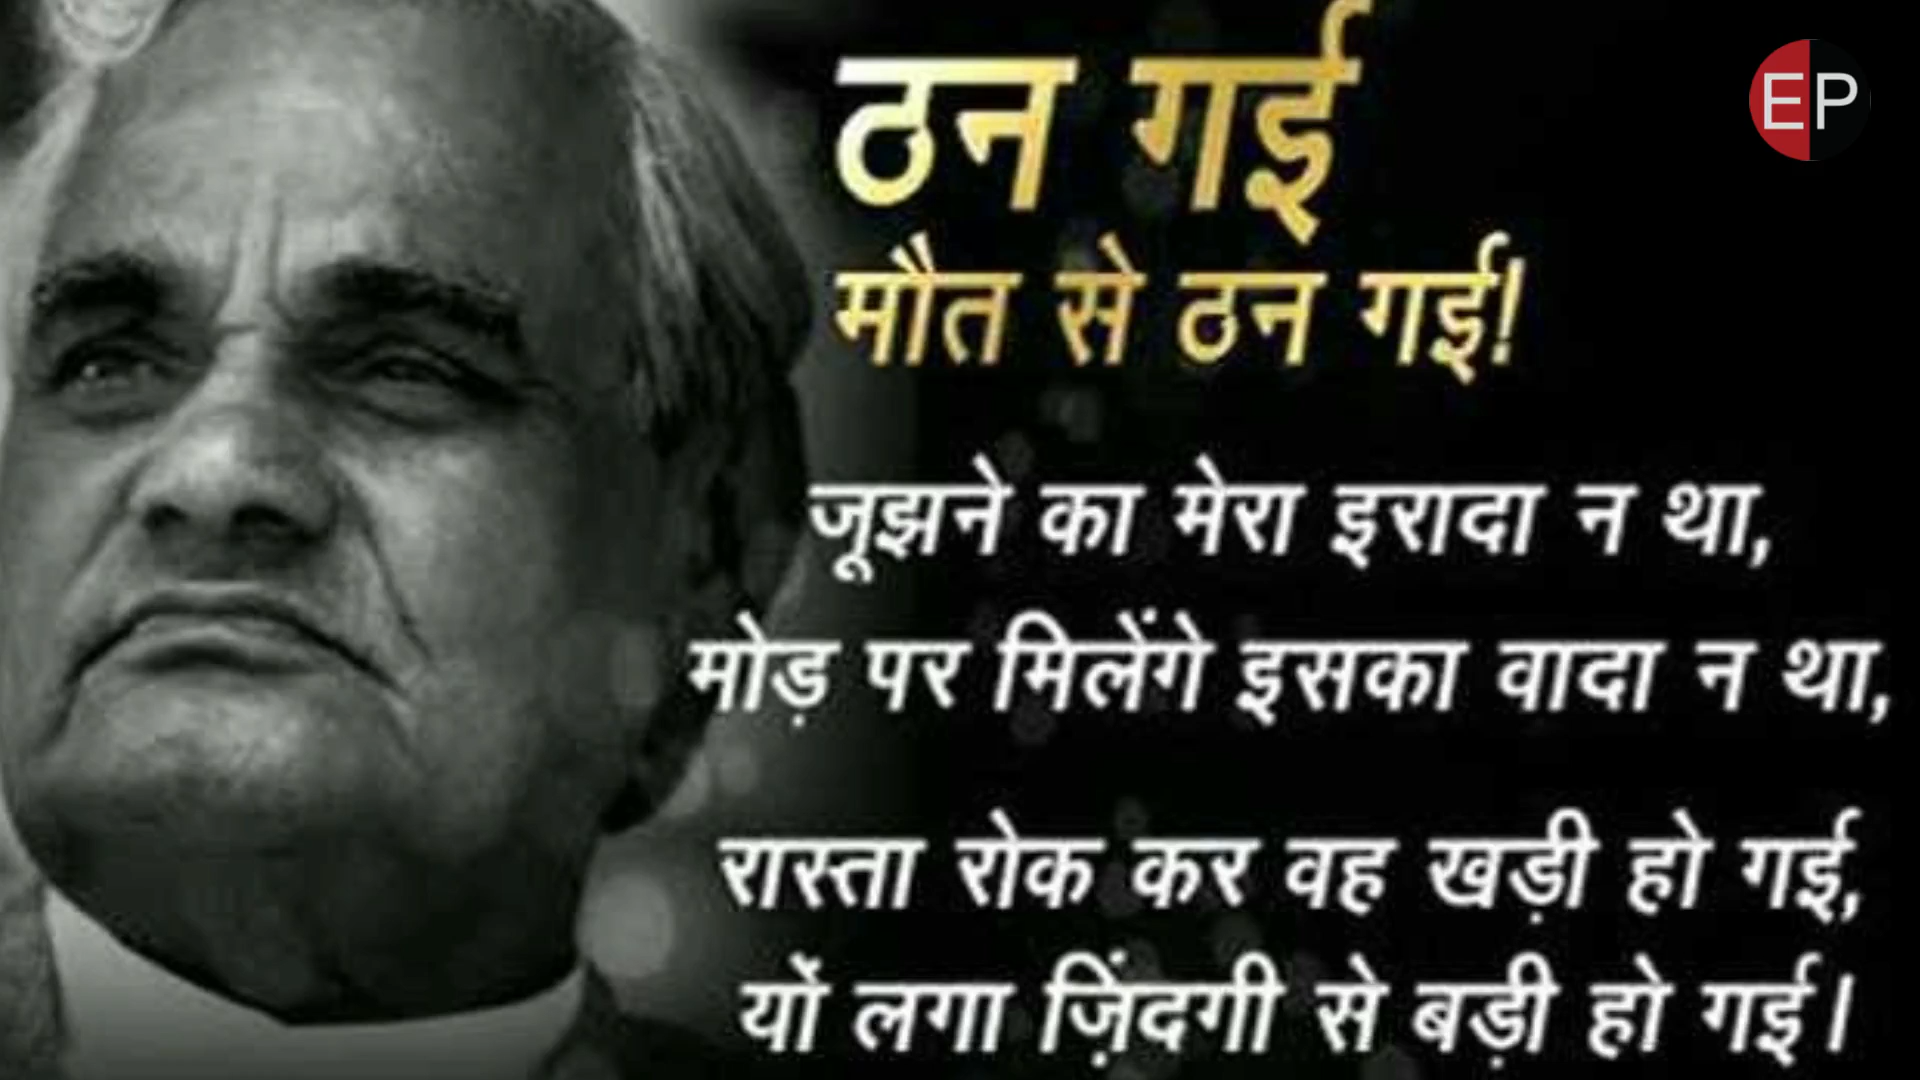 EP
ठन गई
मौत से ठन गई!
जूझने का मेरा इरादा न था,
मोड़ पर मिलेंगे इसका वादा न था,
रास्ता रोक कर वह खड़ी हो गई,
यों लगा ज़िंदगी से बड़ी हो गई।